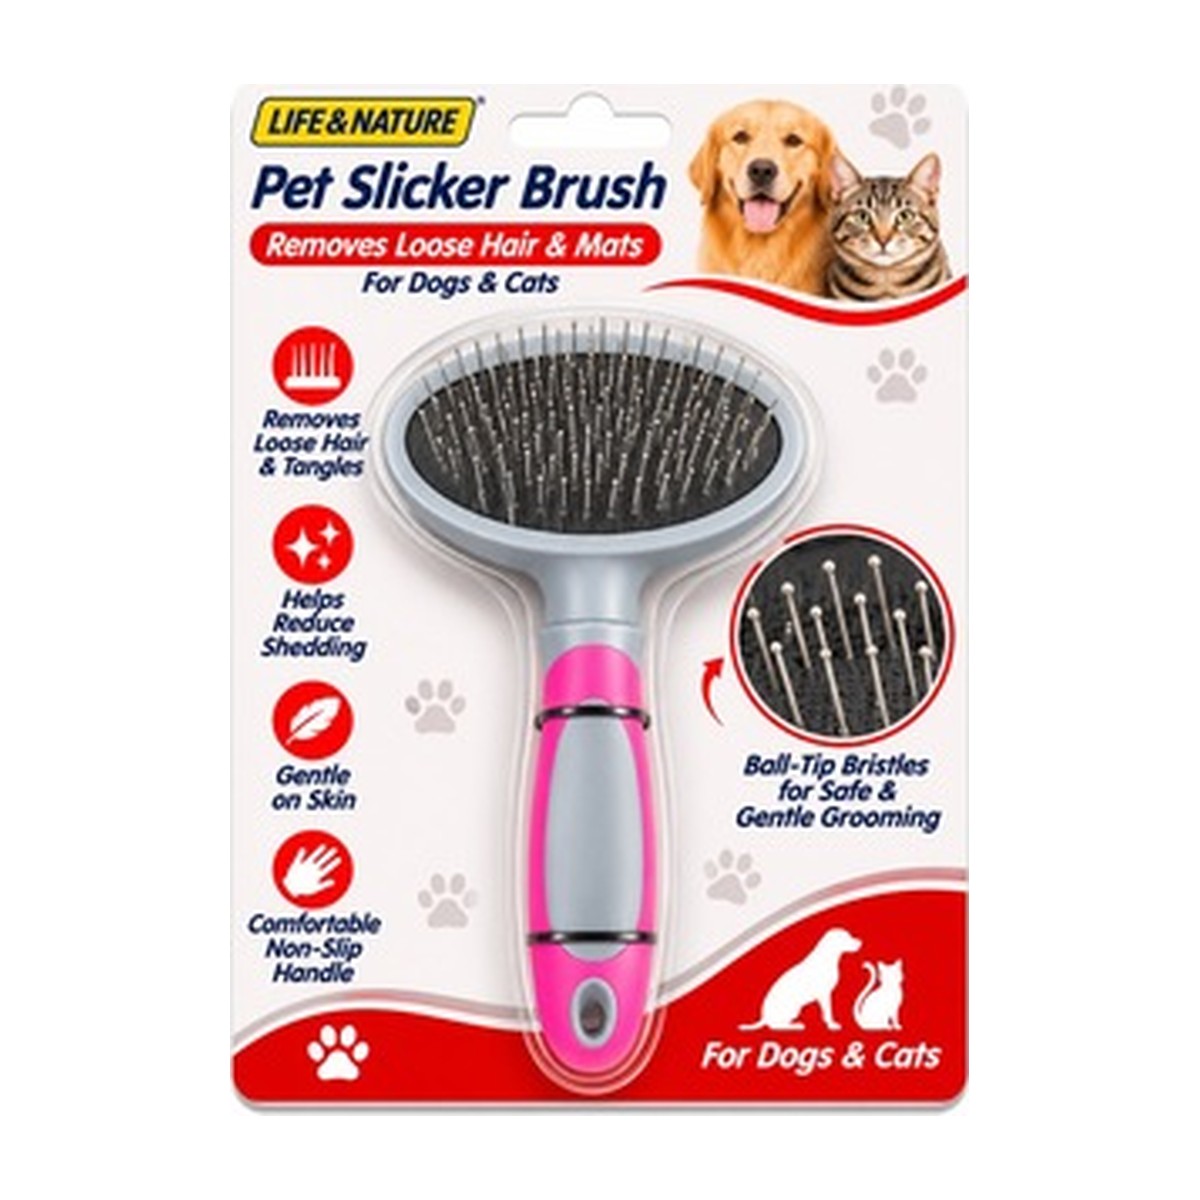 LIFE&NATURE®
Pet Slicker Brush
Removes Loose Hair & Mats
For Dogs & Cats
Removes
Loose Hair
& Tangles
Helps
Reduce
Shedding
Gentle
on Skin
Comfortable
Non-Slip
Handle
Ball-Tip Bristles
for Safe &
Gentle Grooming
For Dogs & Cats